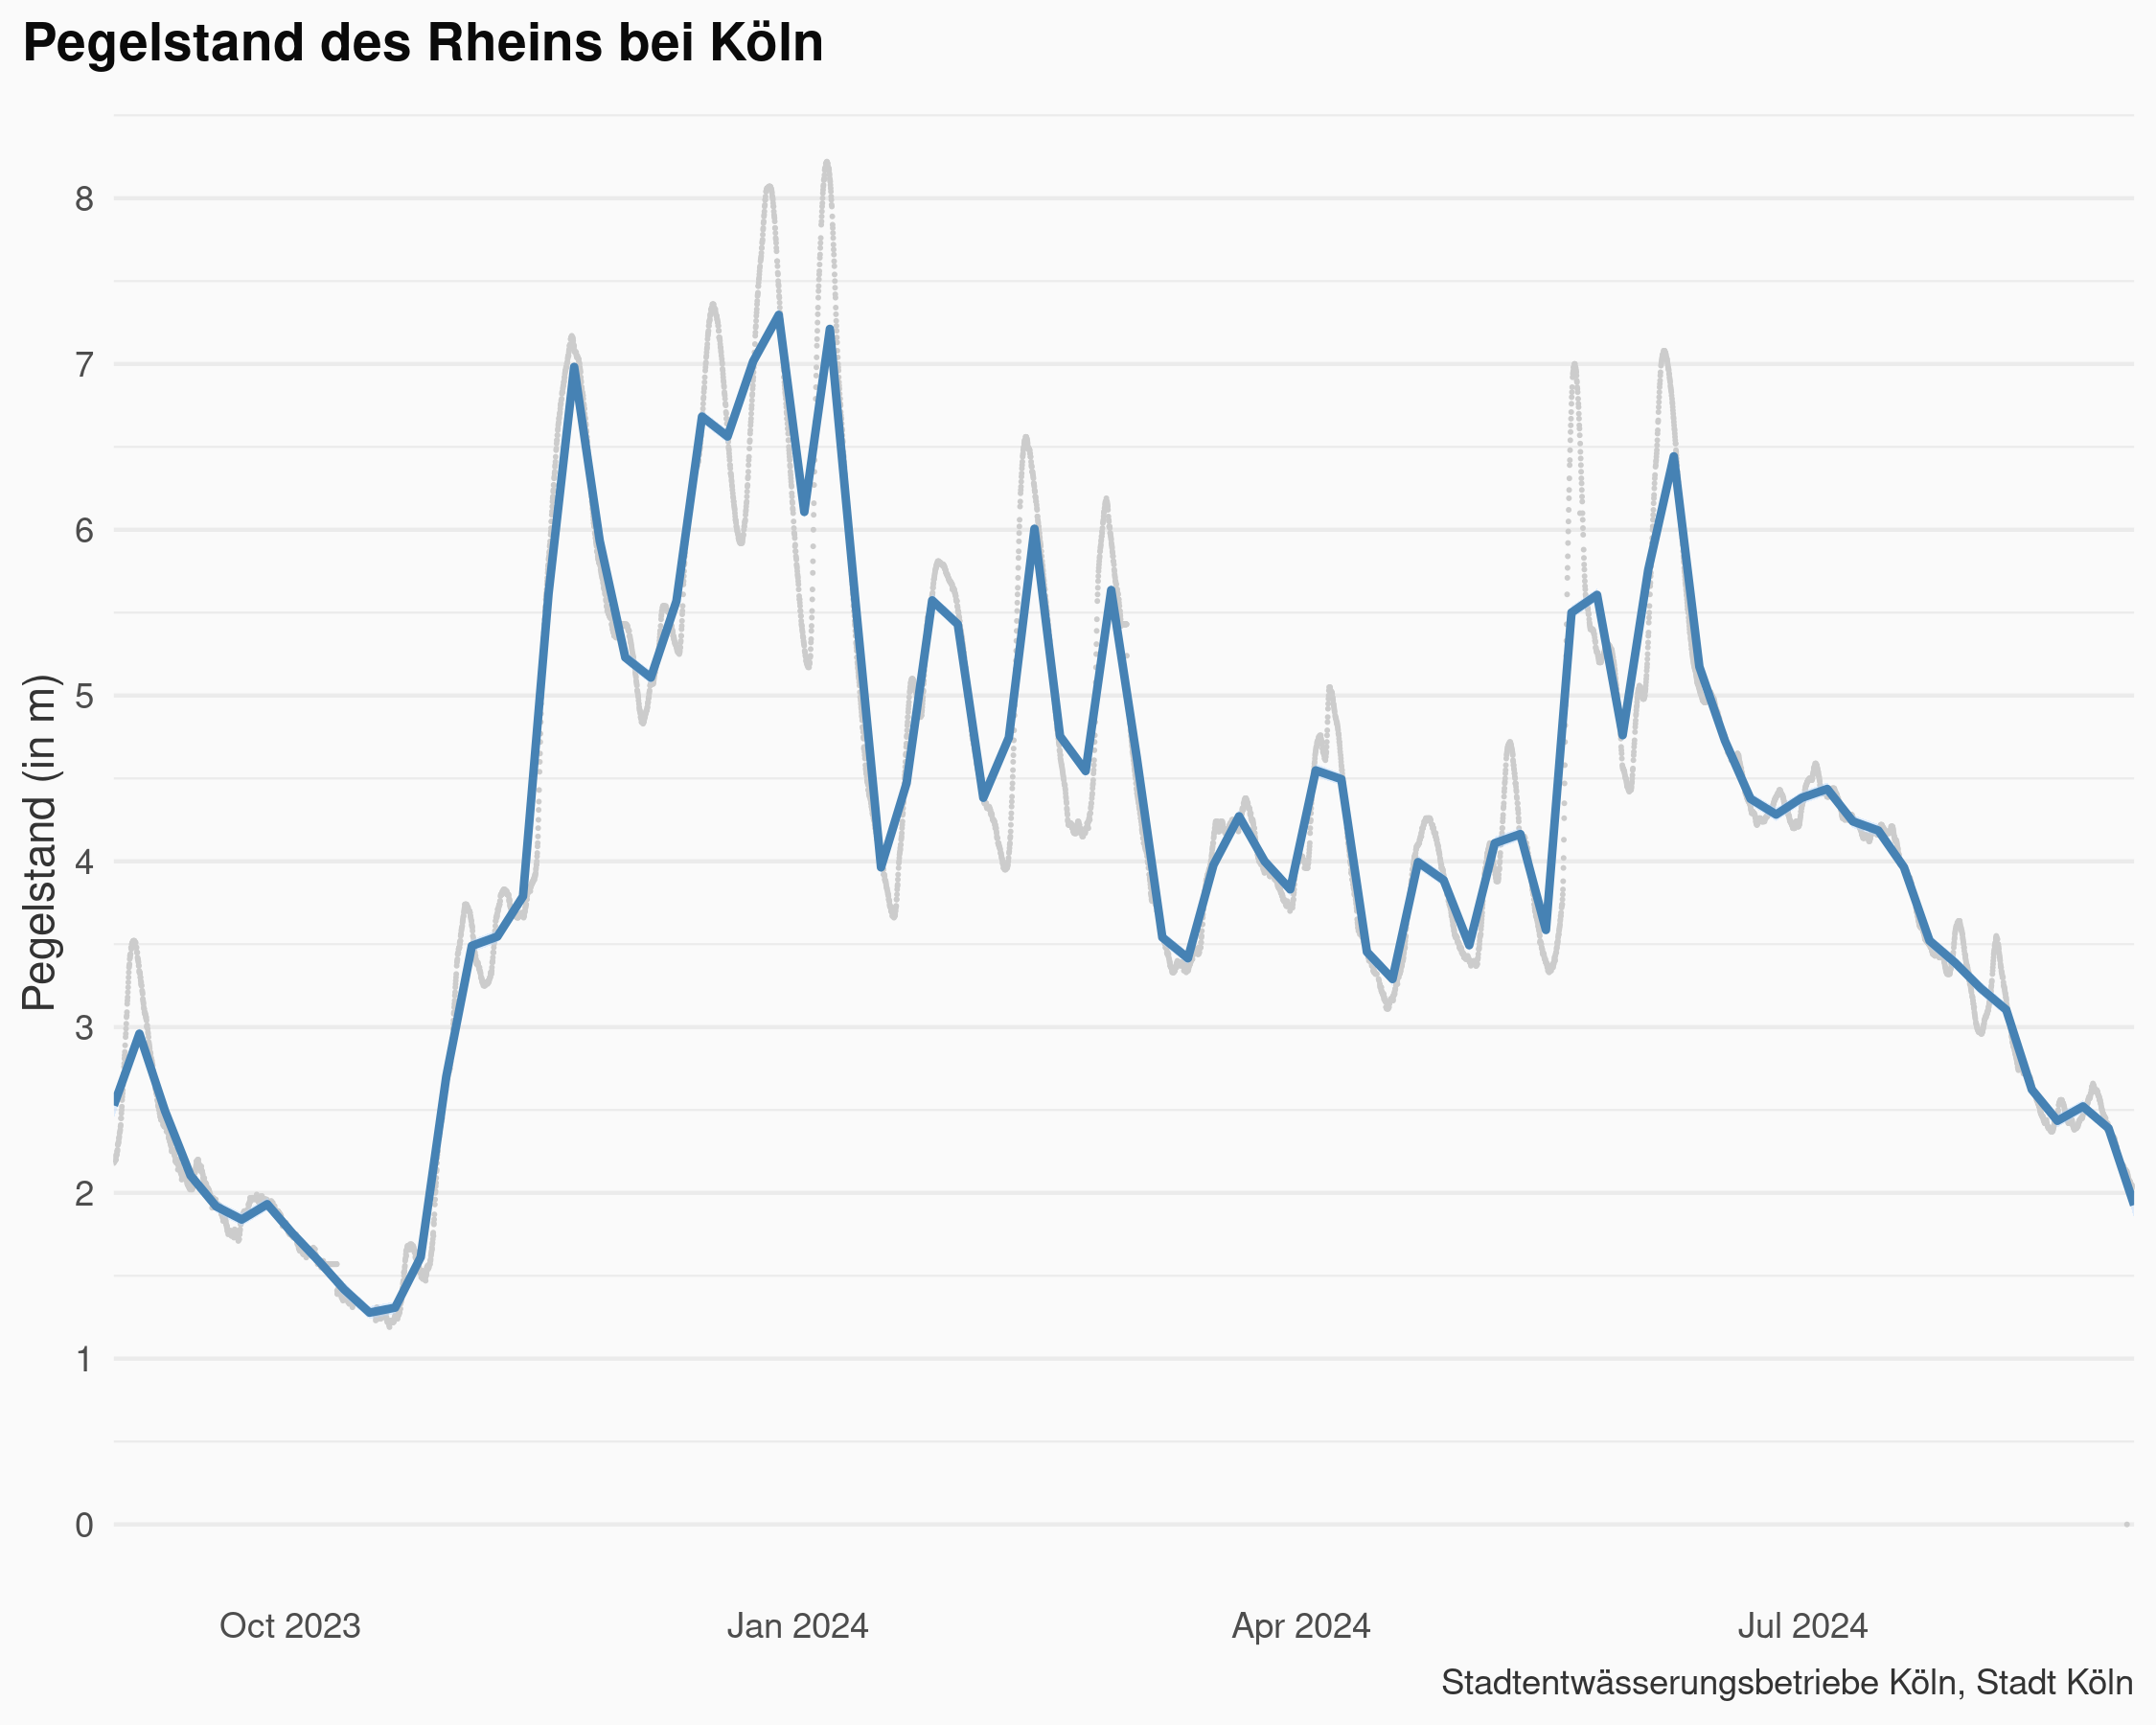 Pegelstand des Rheins bei Köln
Pegelstand (in m)
8
7
6
5
4
3
2
1
0
Oct 2023 Jan 2024 Apr 2024 Jul 2024
Stadtentwässerungsbetriebe Köln, Stadt Köln